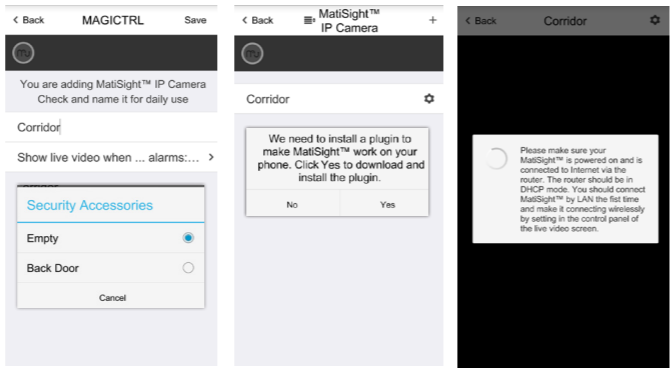 < Back MAGICTRL Save
mu
You are adding MatiSight™ IP Camera
Check and name it for daily use
Corridor
Show live video when ... alarms:... >
Security Accessories
Empty
Back Door
Cancel
< Back MatiSight™ +
IP Camera
Corridor
We need to install a plugin to
make MatiSight™ work on your
phone. Click Yes to download and
install the plugin.
No Yes
< Back Corridor
Please make sure your
MatiSight™ is powered on and is
connected to Internet via the
router. The router should be in
DHCP mode. You should connect
MatiSight™ by LAN the fist time
and make it connecting wirelessly
by setting in the control panel of
the live video screen.